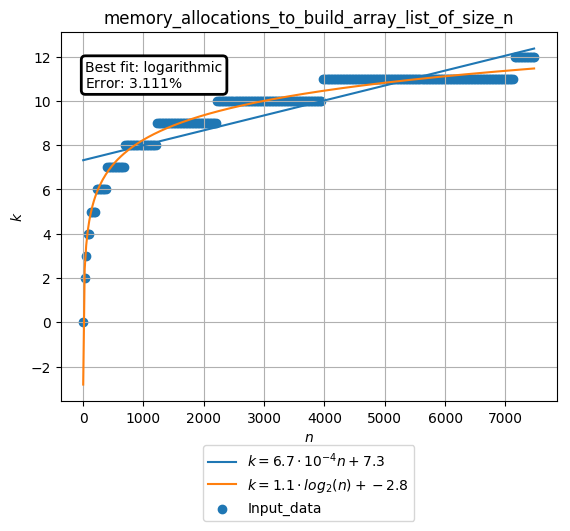 memory_allocations_to_build_array_list_of_size_n
Best fit: logarithmic
Error: 3.111%
12
10
8
6
4
2
0
−2
k
0 1000 2000 3000 4000 5000 6000 7000
n
k = 6.7 · 10⁻⁴n + 7.3
k = 1.1 · log₂(n) + −2.8
Input_data